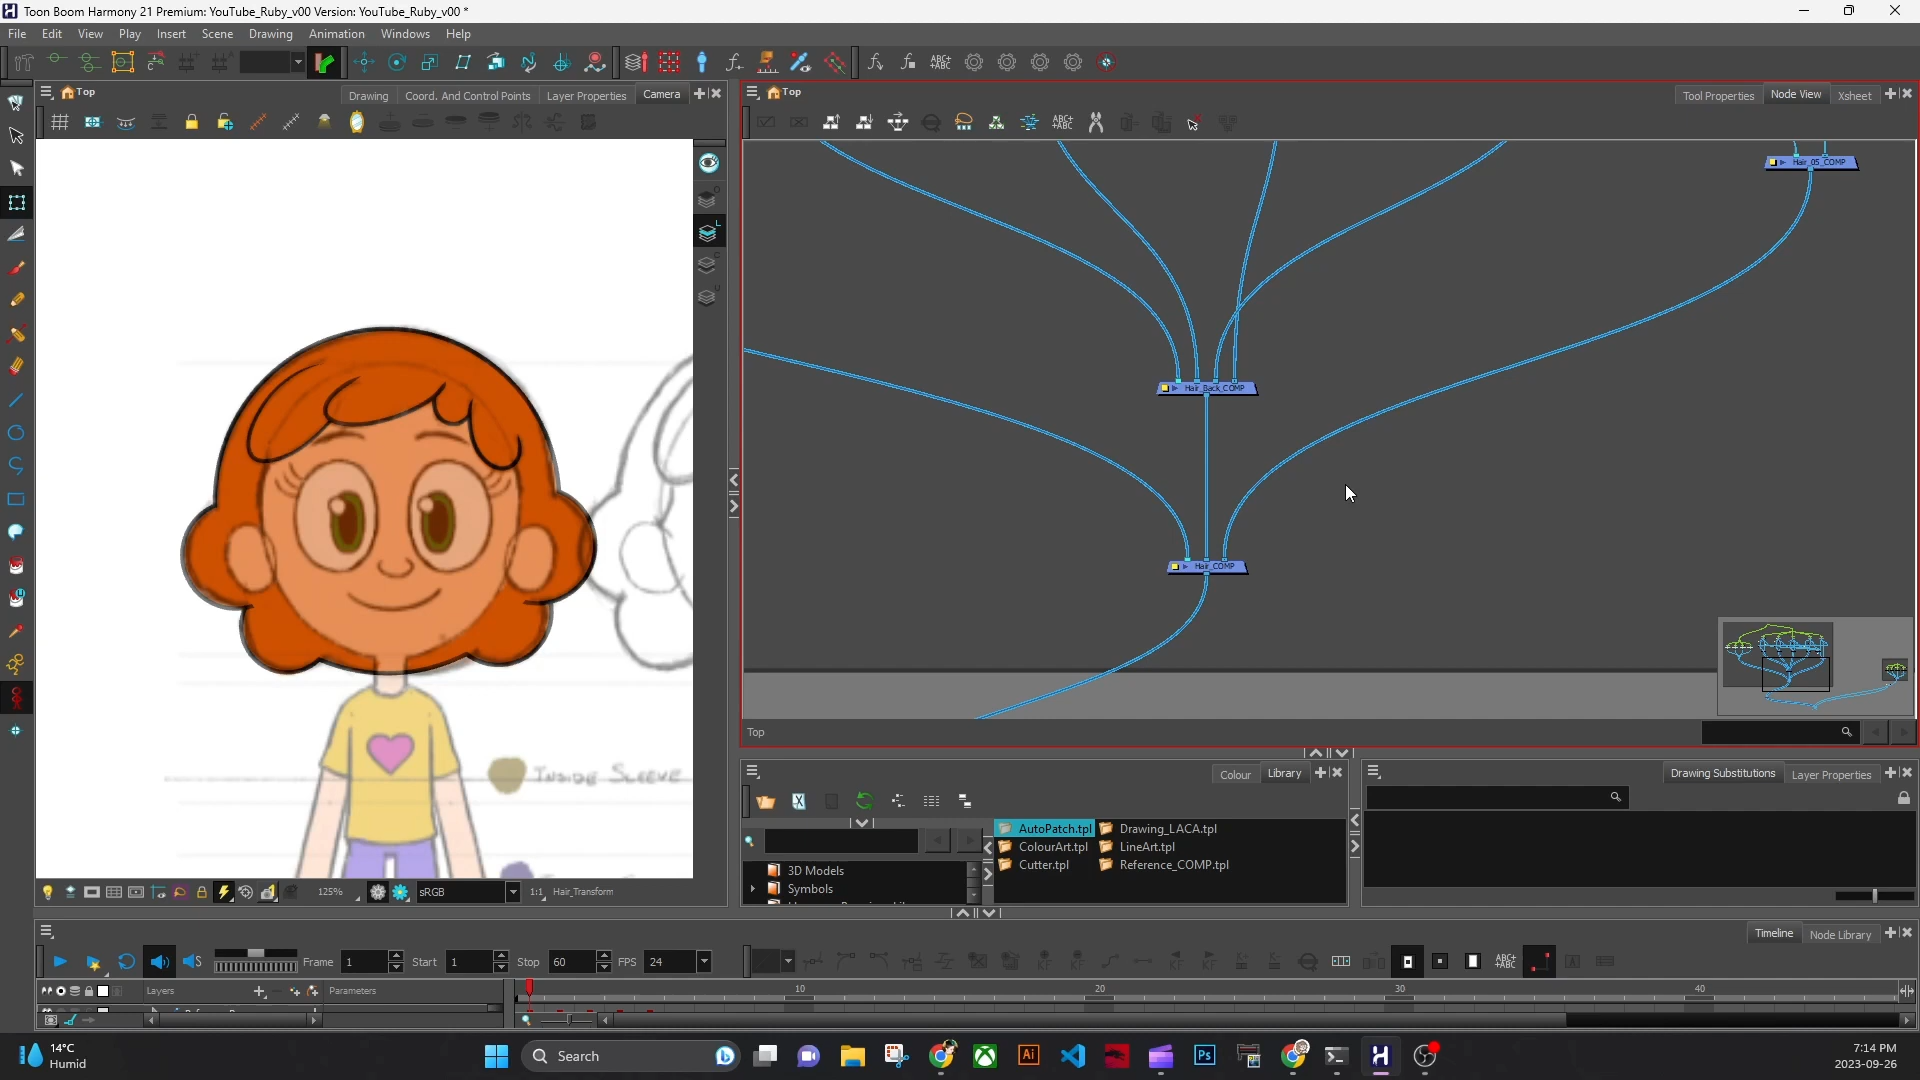 Toon Boom Harmony 21 Premium: YouTube_Ruby_v00 Version: YouTube_Ruby_v00 *
File Edit View Play Insert Scene Drawing Animation Windows Help
Top
Drawing
Coord. And Control Points
Layer Properties
Camera
Top
Tool Properties
Node View
Xsheet
Hair_05_COMP
Hair_Back_COMP
Hair_COMP
INSIDE SLEEVE
Top
Colour
Library
Drawing Substitutions
Layer Properties
AutoPatch.tpl
Drawing_LACA.tpl
ColourArt.tpl
LineArt.tpl
Cutter.tpl
Reference_COMP.tpl
3D Models
Symbols
125%
sRGB
1:1
Hair_Transform
Timeline
Node Library
Frame 1 Start 1 Stop 60 FPS 24
Layers
Parameters
10 20 30 40
14°C
Humid
Search
7:14 PM
2023-09-26